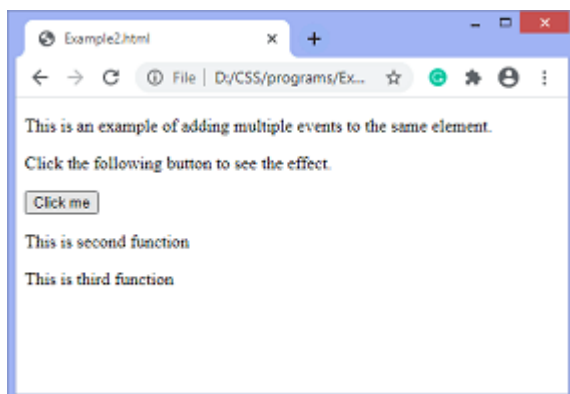 Example2.html
File | D:/CSS/programs/Ex...
This is an example of adding multiple events to the same element.
Click the following button to see the effect.
Click me
This is second function
This is third function